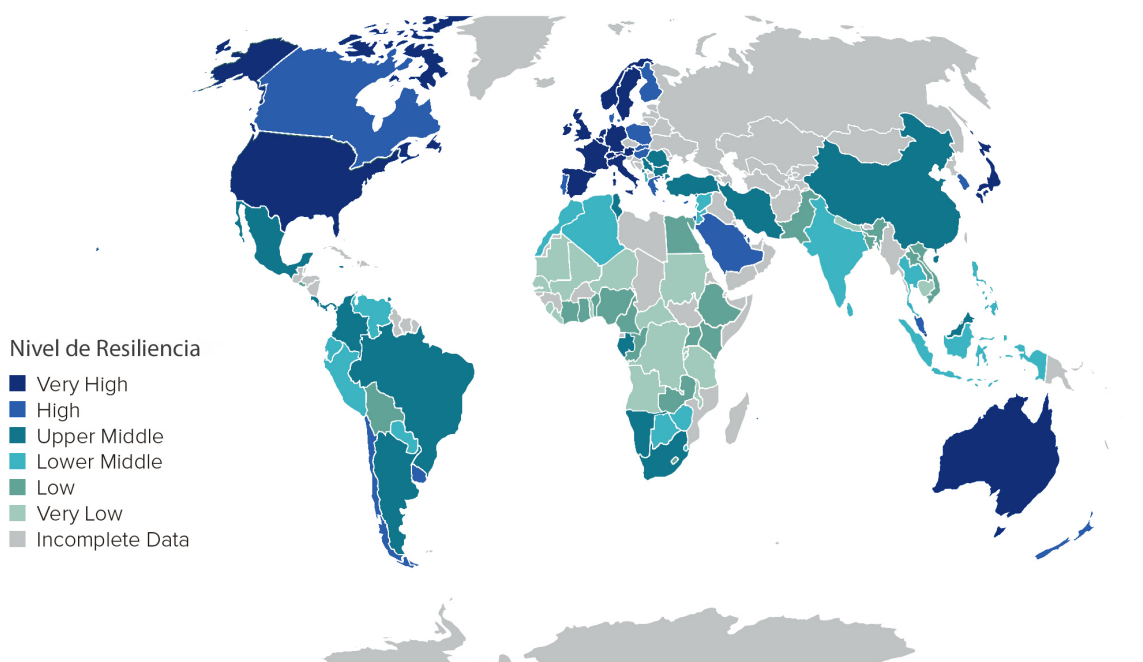 Nivel de Resiliencia
Very High
High
Upper Middle
Lower Middle
Low
Very Low
Incomplete Data